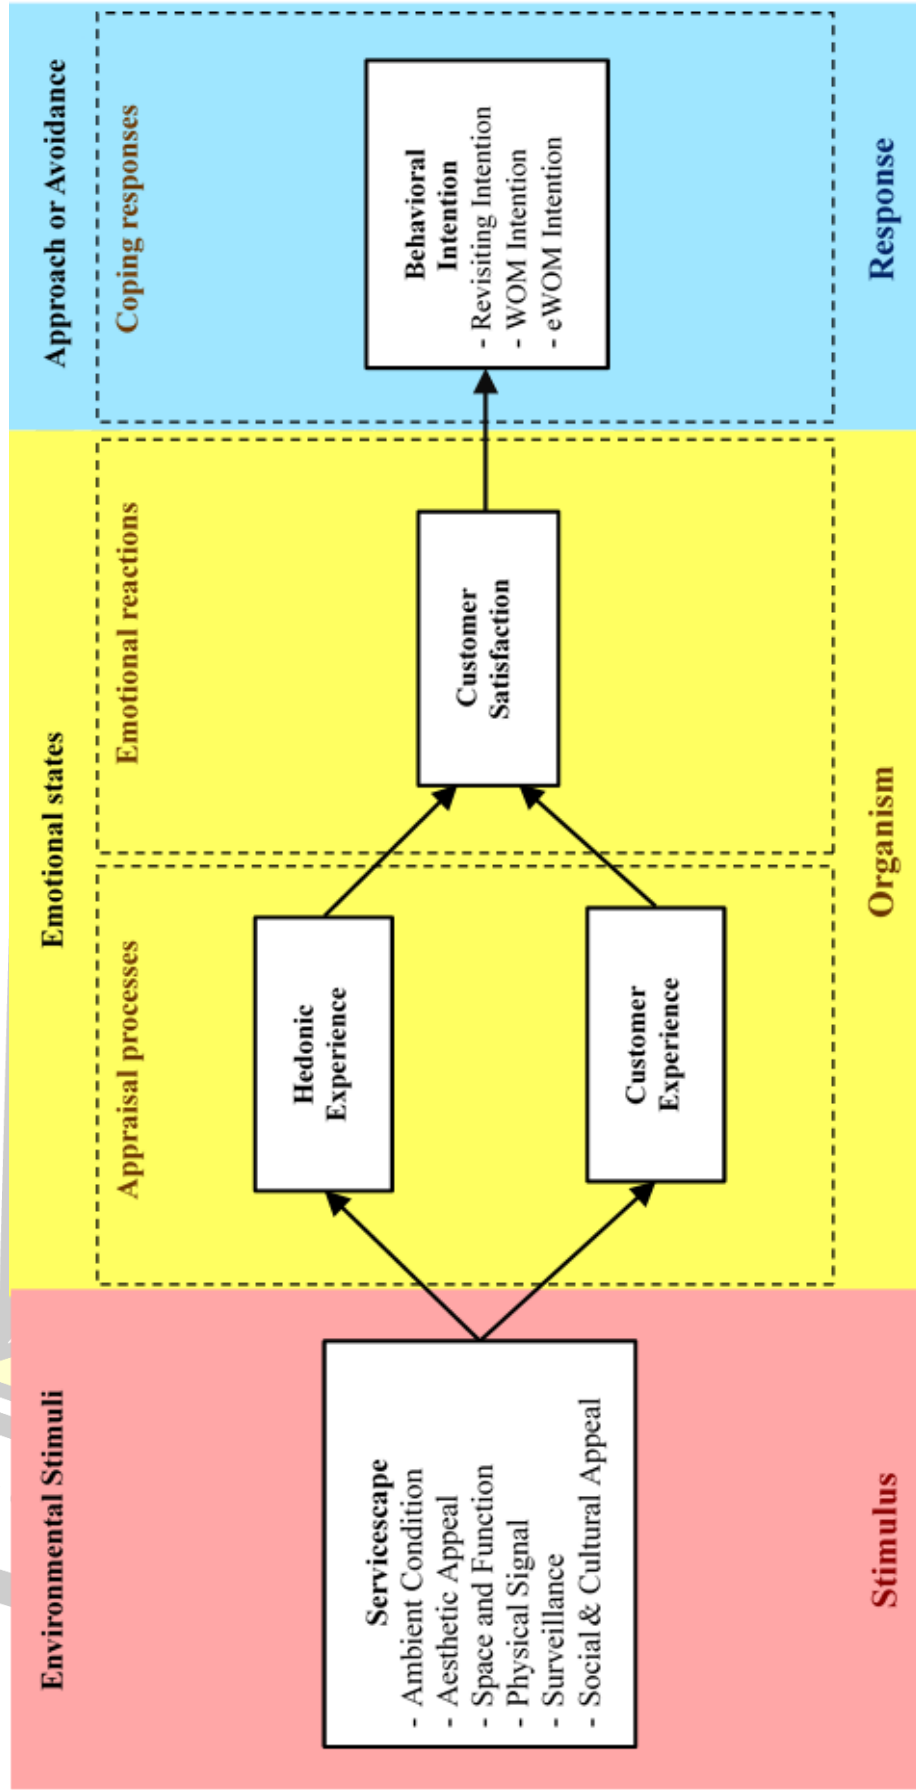 Environmental Stimuli
Emotional states
Approach or Avoidance
Appraisal processes
Emotional reactions
Coping responses
Servicescape
- Ambient Condition
- Aesthetic Appeal
- Space and Function
- Physical Signal
- Surveillance
- Social & Cultural Appeal
Hedonic
Experience
Customer
Experience
Customer
Satisfaction
Behavioral
Intention
- Revisiting Intention
- WOM Intention
- eWOM Intention
Stimulus
Organism
Response